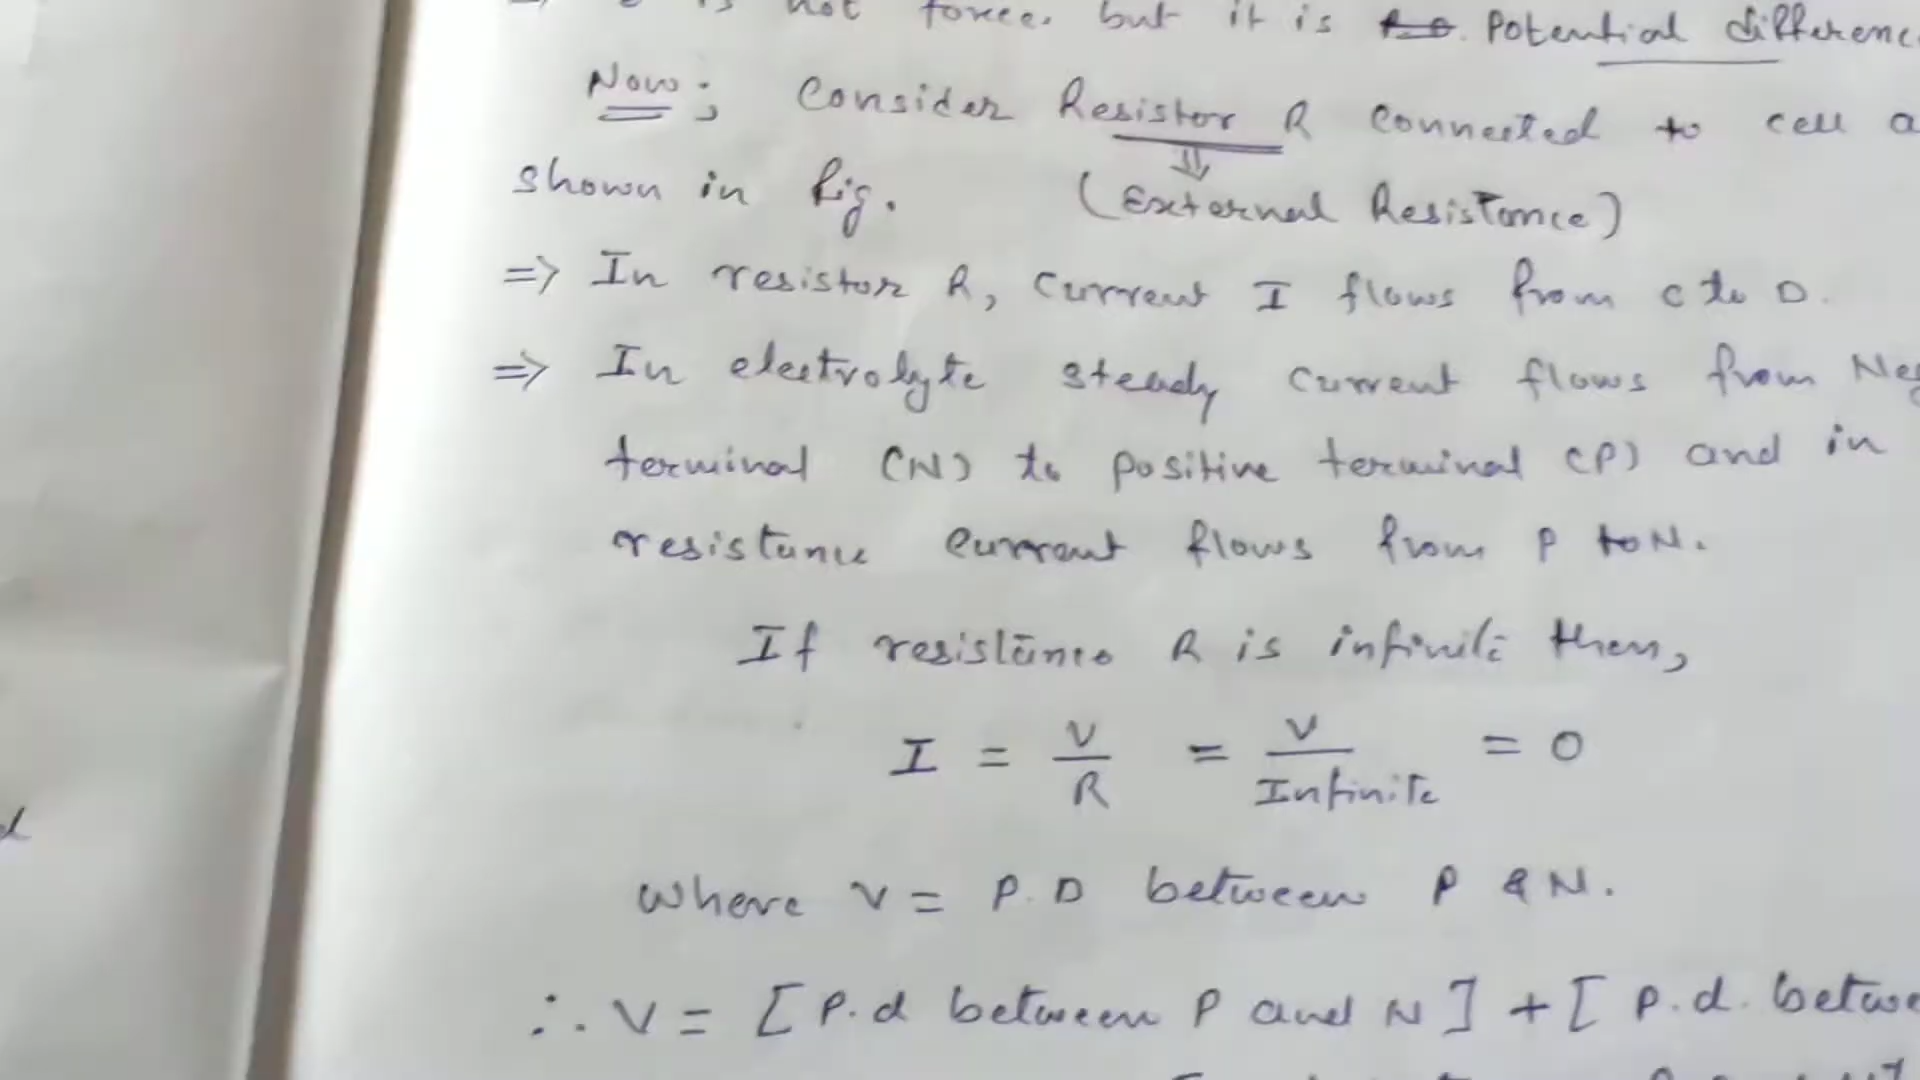 is not force. but it is Potential difference
Now; Consider Resistor R connected to cell a
shown in fig. (External Resistance)
=> In resistor R, current I flows from C to D.
=> In electrolyte steady current flows from Neg
terminal (N) to positive terminal (P) and in
resistance current flows from P to N.
If resistance R is infinite then,
I = V/R = V/Infinite = 0
where V = P.D between P & N.
∴ V = [P.d between P and N] + [P.d. betwe